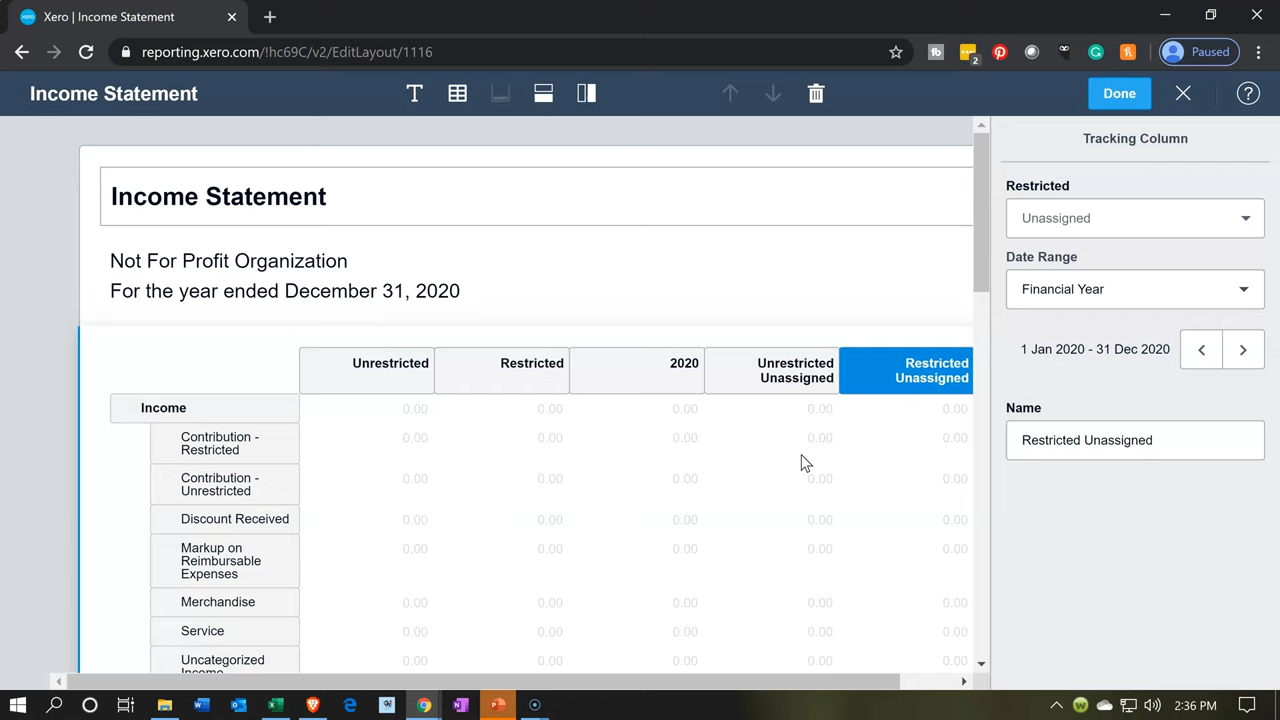 Xero | Income Statement
reporting.xero.com/!hc69C/v2/EditLayout/1116
2
Paused
Income Statement
T
Done
Tracking Column
Income Statement
Restricted
Unassigned
Not For Profit Organization
Date Range
For the year ended December 31, 2020
Financial Year
1 Jan 2020 - 31 Dec 2020
Unrestricted Restricted 2020 Unrestricted Unassigned Restricted Unassigned
Name
Income 0.00 0.00 0.00 0.00 0.00
Restricted Unassigned
Contribution - 0.00 0.00 0.00 0.00 0.00
Restricted
Contribution - 0.00 0.00 0.00 0.00 0.00
Unrestricted
Discount Received 0.00 0.00 0.00 0.00 0.00
Markup on 0.00 0.00 0.00 0.00 0.00
Reimbursable
Expenses
Merchandise 0.00 0.00 0.00 0.00 0.00
Service 0.00 0.00 0.00 0.00 0.00
Uncategorized 0.00 0.00 0.00 0.00 0.00
Income
2:36 PM